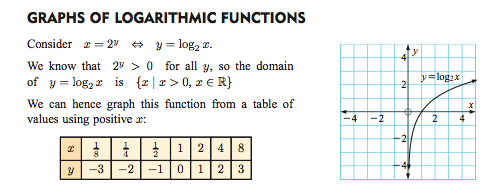 GRAPHS OF LOGARITHMIC FUNCTIONS
Consider x = 2^y ⇔ y = log₂ x.
We know that 2^y > 0 for all y, so the domain
of y = log₂ x is {x | x > 0, x ∈ ℝ}
We can hence graph this function from a table of
values using positive x:
x 1/8 1/4 1/2 1 2 4 8
y −3 −2 −1 0 1 2 3
4 y
y=log₂x
2
x
−4 −2 2 4
−2
−4